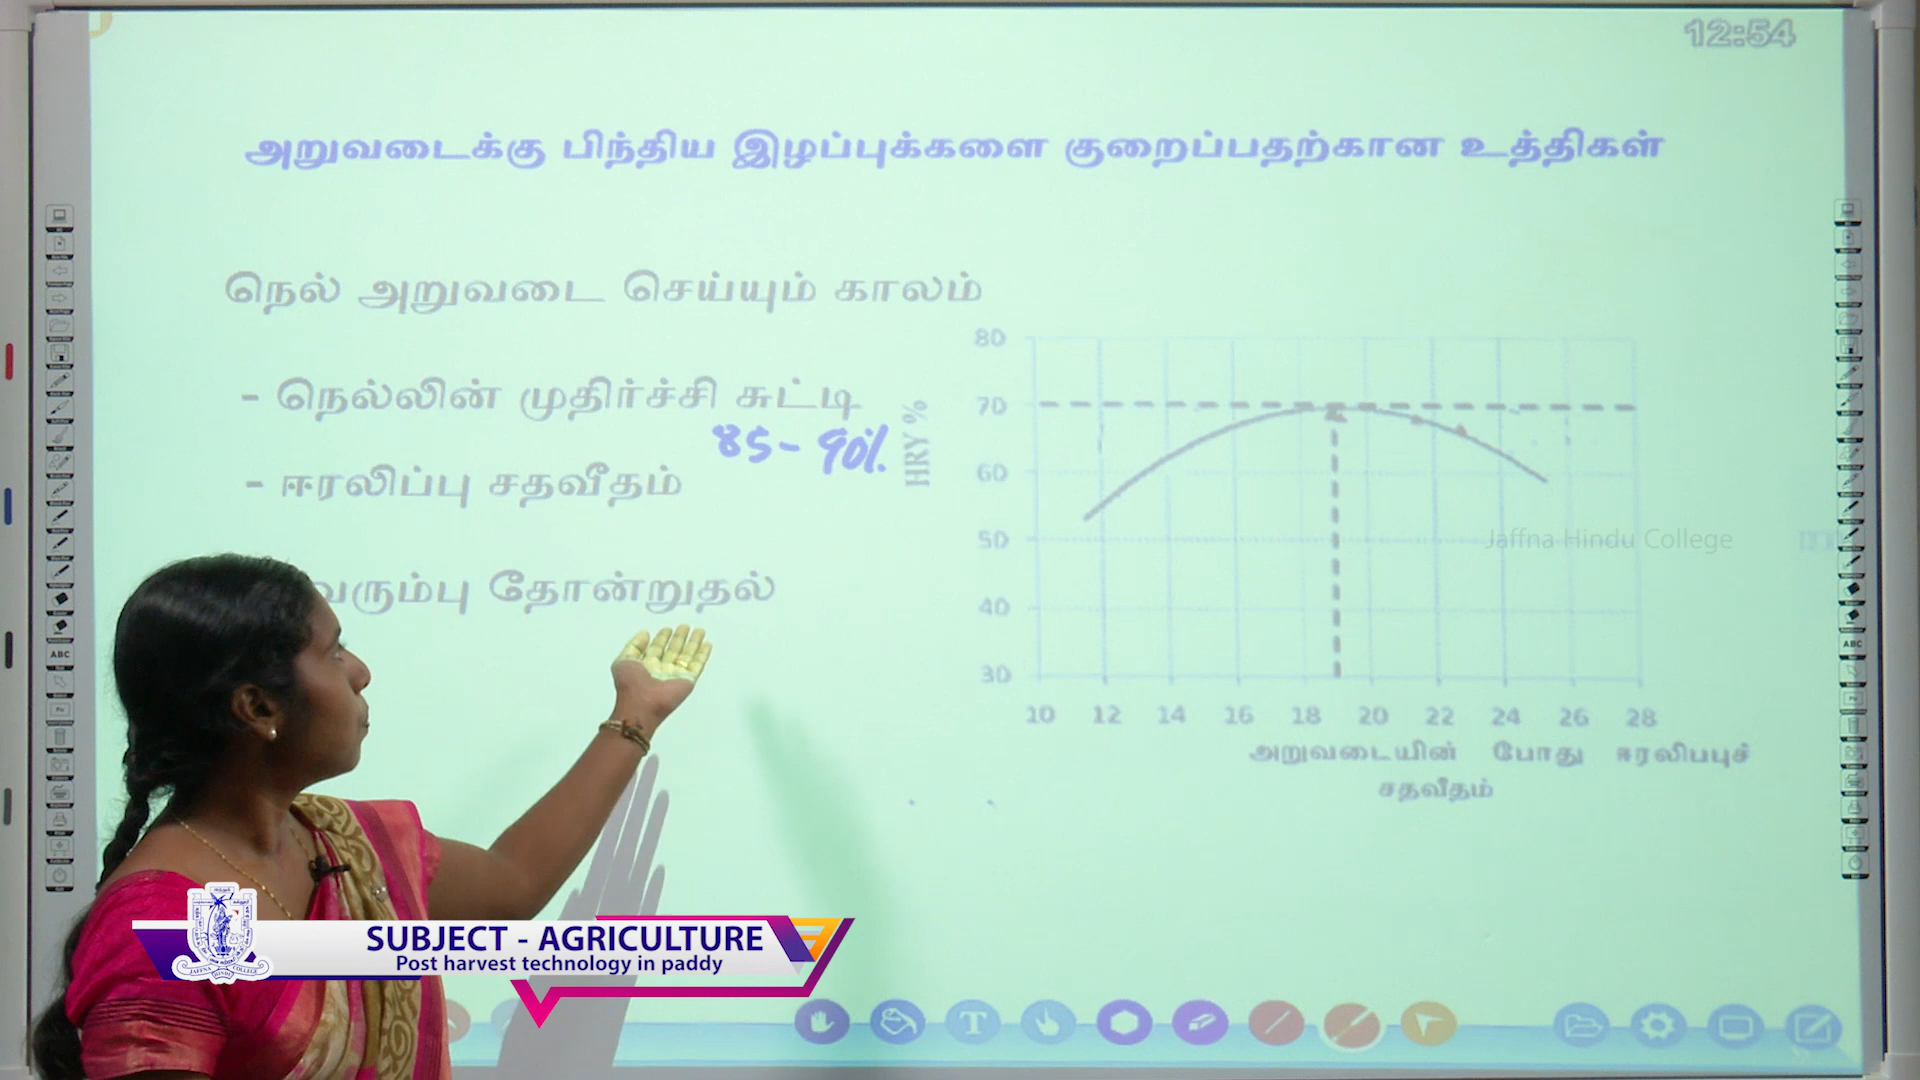 12:54
அறுவடைக்கு பிந்திய இழப்புக்களை குறைப்பதற்கான உத்திகள்
நெல் அறுவடை செய்யும் காலம்
- நெல்லின் முதிர்ச்சி சுட்டி
85 - 90%
- ஈரலிப்பு சதவீதம்
வரும்பு தோன்றுதல்
HRY %
80
70
60
50
40
30
10 12 14 16 18 20 22 24 26 28
அறுவடையின் போது ஈரலிபபுச்
சதவீதம்
Jaffna Hindu College
ABC
ABC
SUBJECT - AGRICULTURE
Post harvest technology in paddy
JAFFNA HINDU COLLEGE